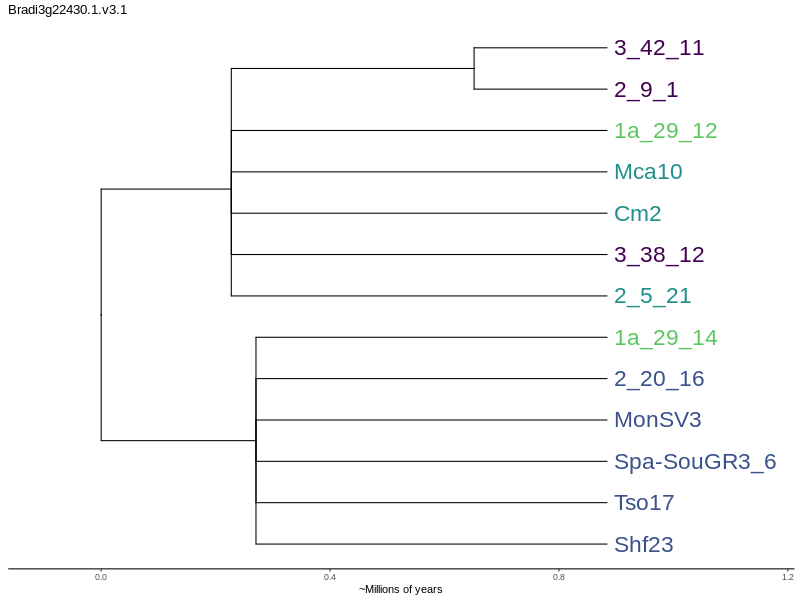 Bradi3g22430.1.v3.1
3_42_11
2_9_1
1a_29_12
Mca10
Cm2
3_38_12
2_5_21
1a_29_14
2_20_16
MonSV3
Spa-SouGR3_6
Tso17
Shf23
0.0 0.4 0.8 1.2
~Millions of years